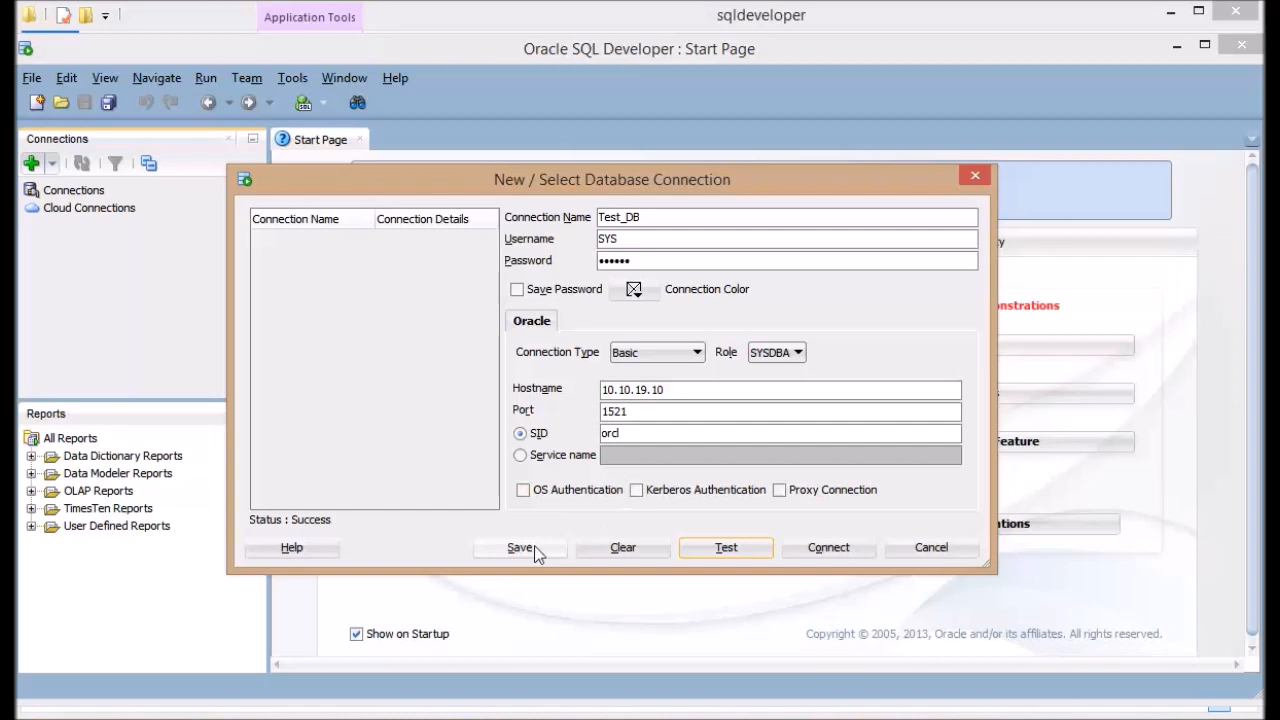 Application Tools
sqldeveloper
Oracle SQL Developer : Start Page
File Edit View Navigate Run Team Tools Window Help
Connections
Start Page
Connections
Cloud Connections
New / Select Database Connection
Connection Name Connection Details
Connection Name Test_DB
Username SYS
Password ••••••
Save Password Connection Color
Oracle
Connection Type Basic Role SYSDBA
Hostname 10.10.19.10
Port 1521
SID orcl
Service name
OS Authentication Kerberos Authentication Proxy Connection
Status : Success
Help Save Clear Test Connect Cancel
Reports
All Reports
Data Dictionary Reports
Data Modeler Reports
OLAP Reports
TimesTen Reports
User Defined Reports
y
onstrations
s
Feature
tions
Show on Startup
Copyright © 2005, 2013, Oracle and/or its affiliates. All rights reserved.